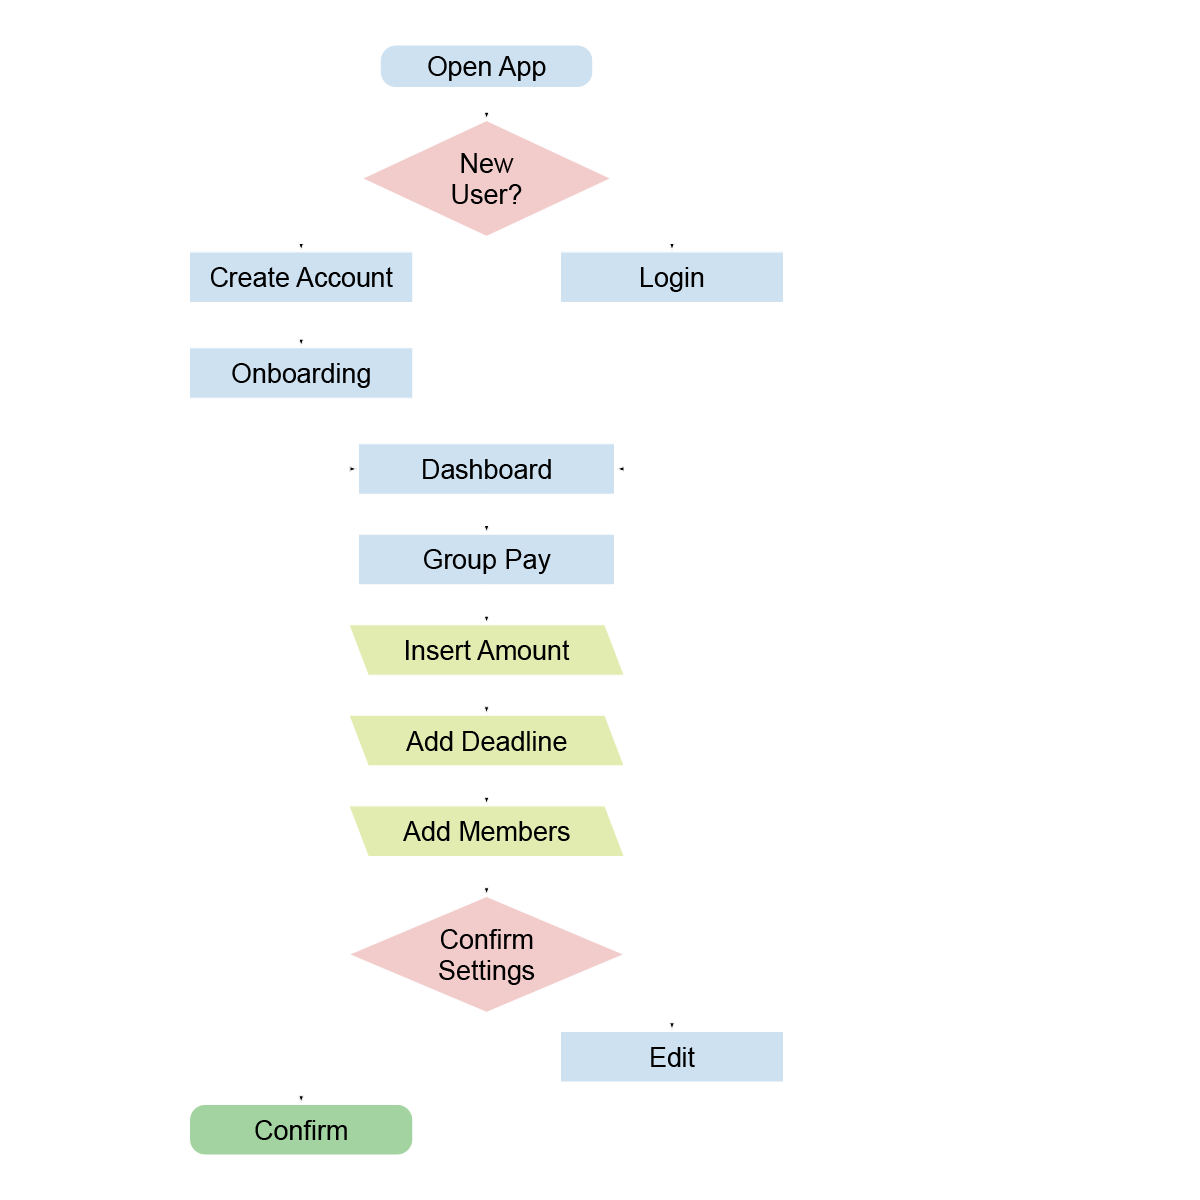 Open App
New
User?
Create Account
Login
Onboarding
Dashboard
Group Pay
Insert Amount
Add Deadline
Add Members
Confirm
Settings
Edit
Confirm